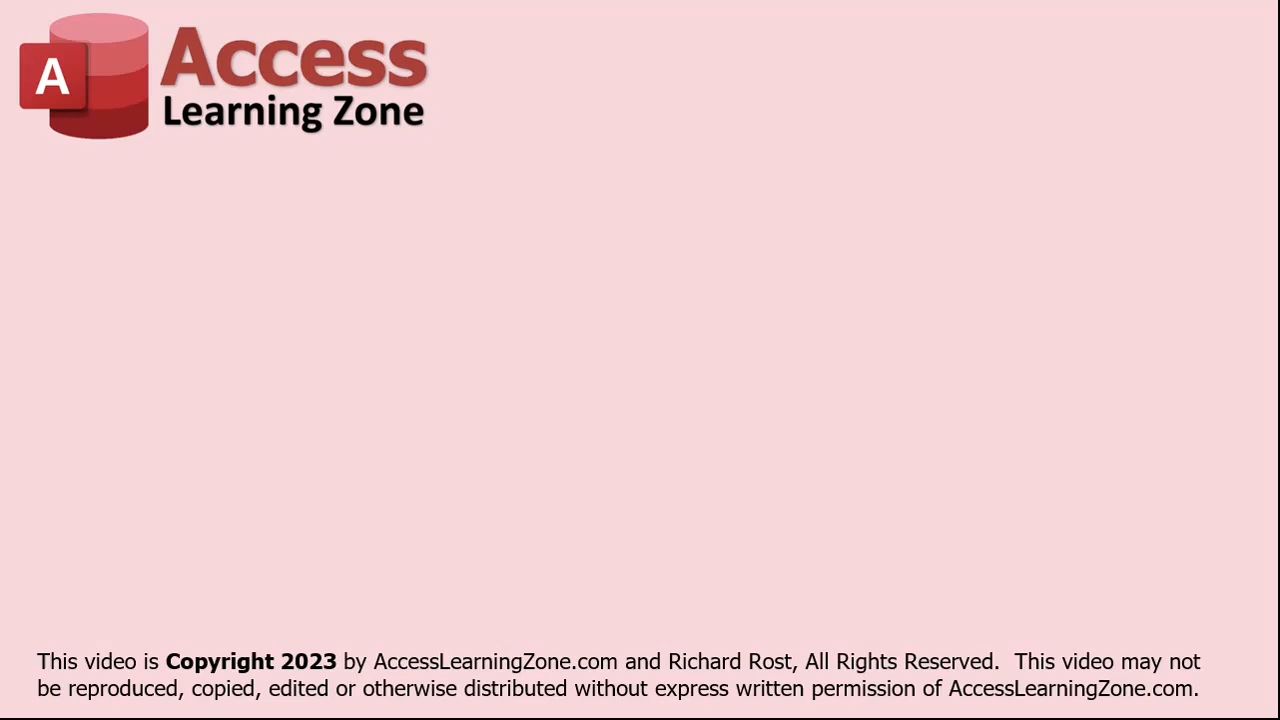 A
Access
Learning Zone
This video is Copyright 2023 by AccessLearningZone.com and Richard Rost, All Rights Reserved.  This video may not
be reproduced, copied, edited or otherwise distributed without express written permission of AccessLearningZone.com.